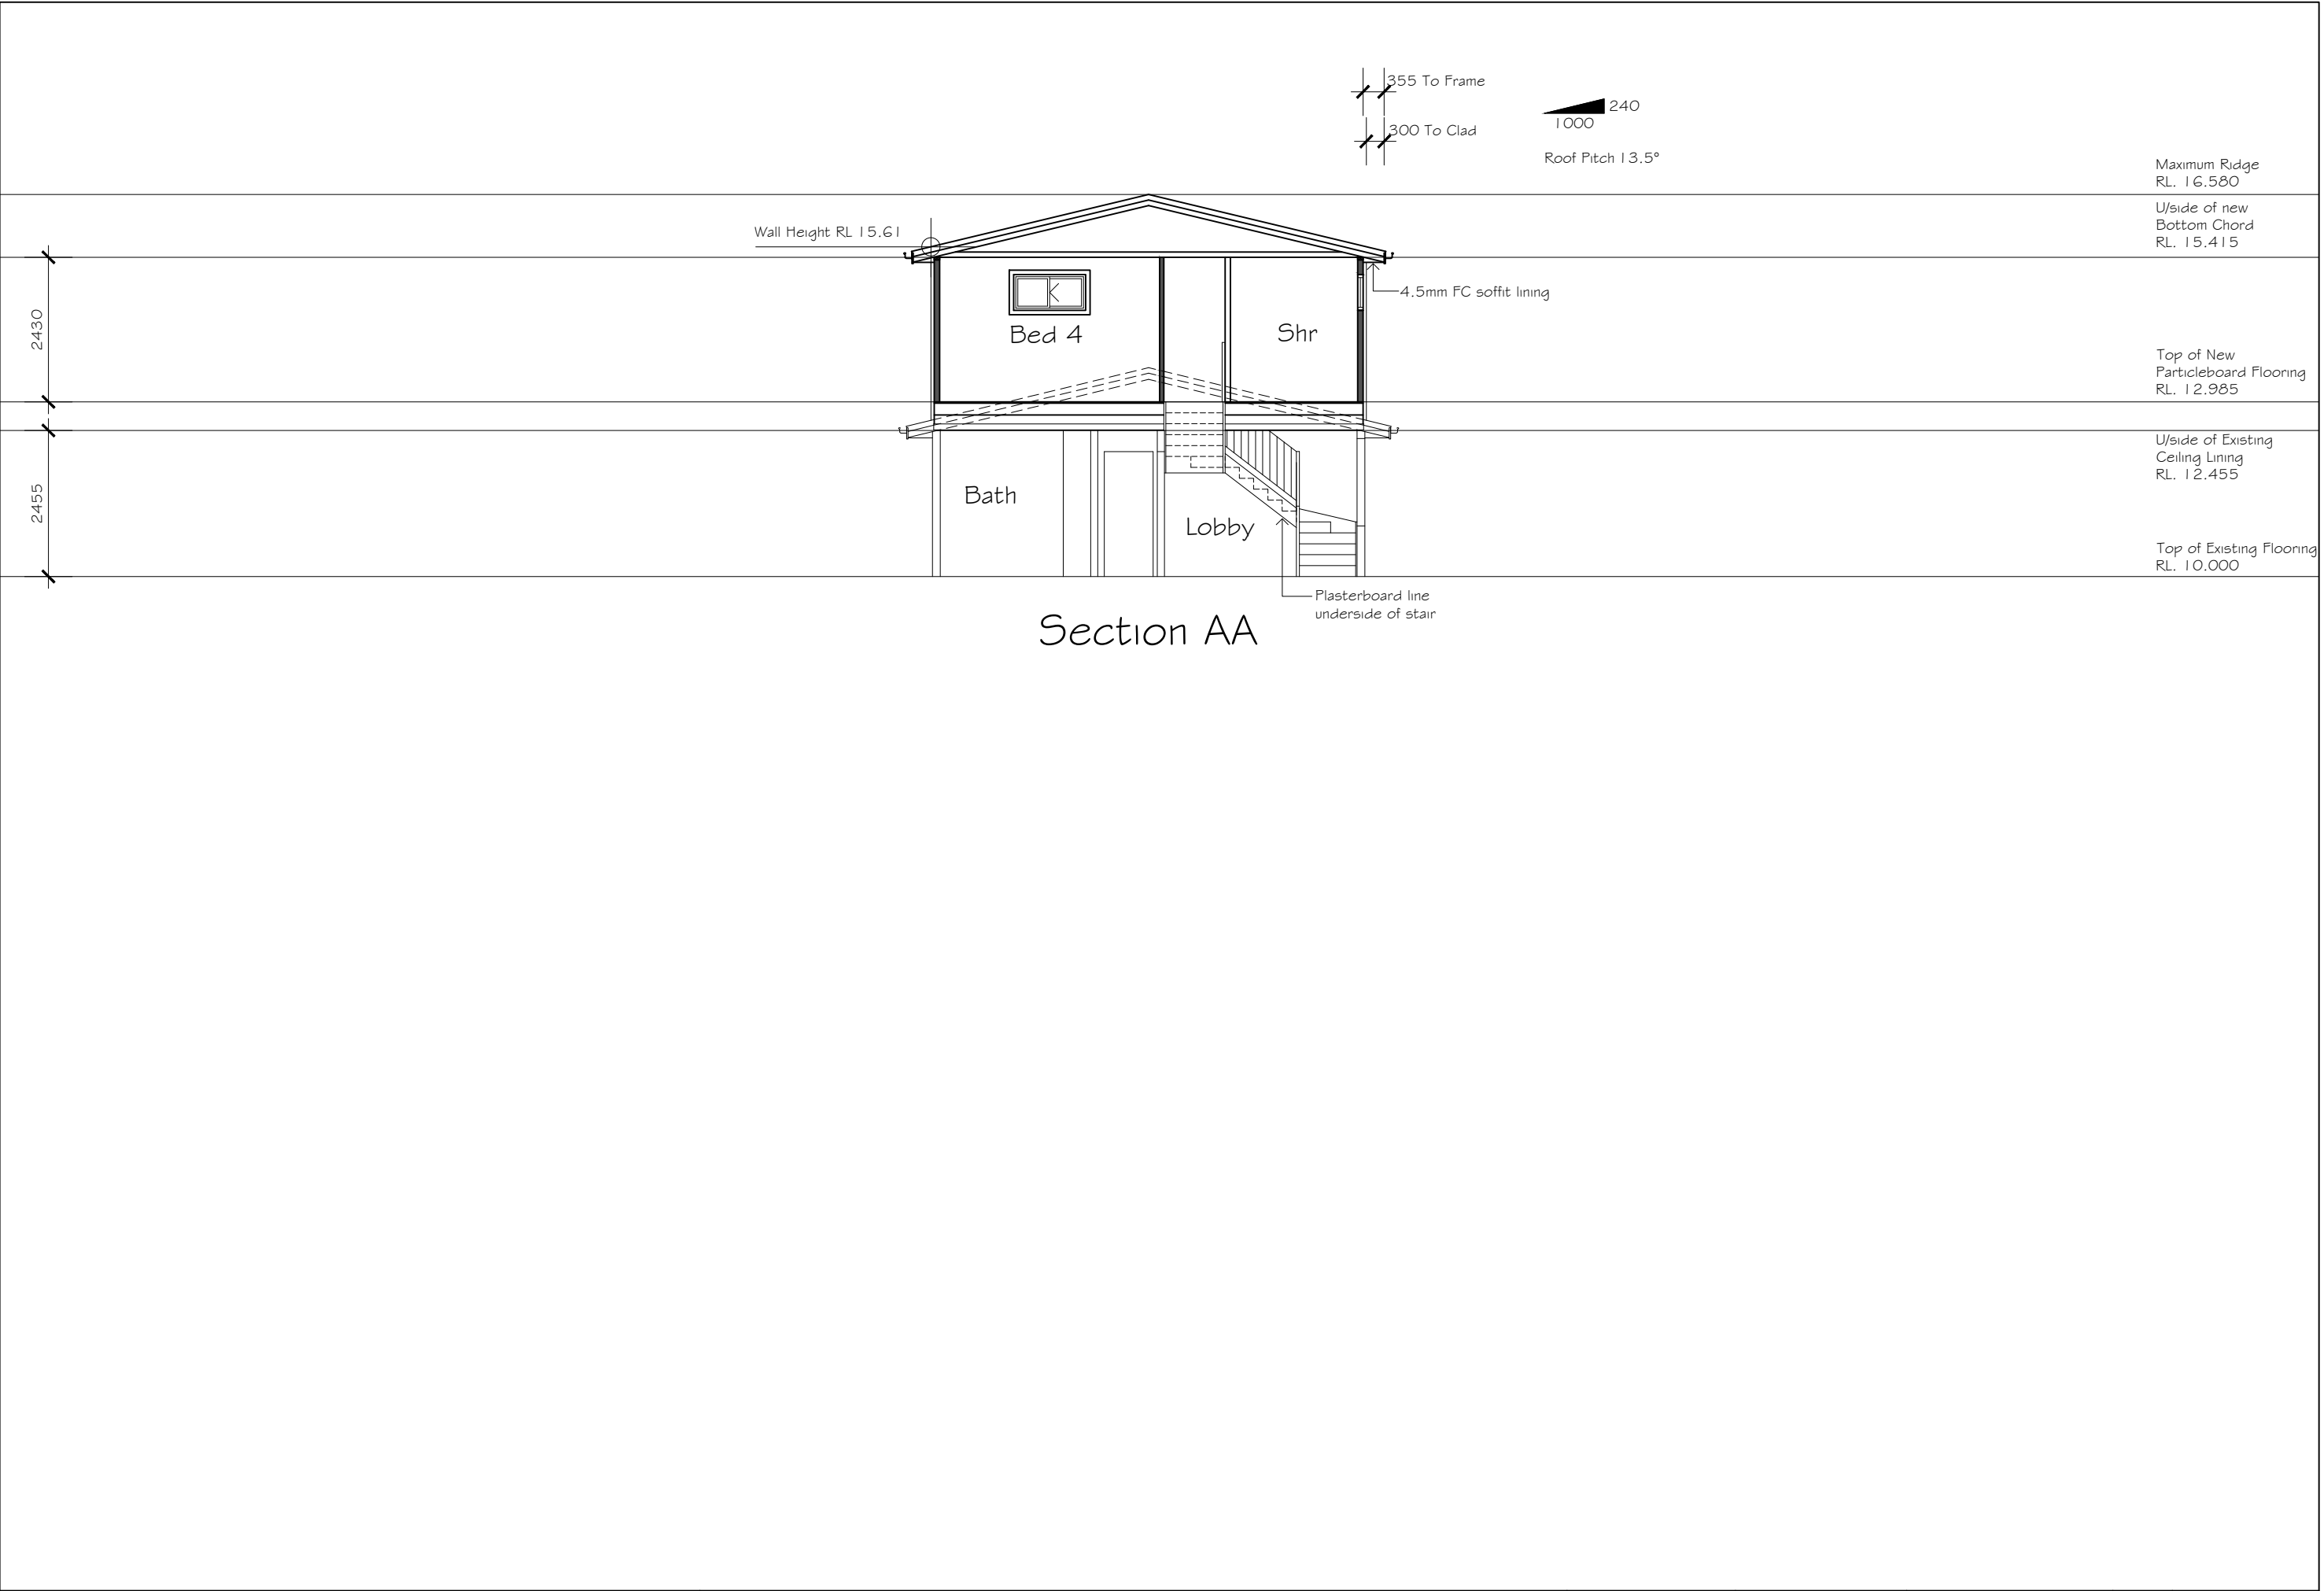 355 To Frame
240
1000
300 To Clad
Roof Pitch 13.5°
Maximum Ridge
RL. 16.580
U/side of new
Bottom Chord
RL. 15.415
Wall Height RL 15.61
4.5mm FC soffit lining
2430
Bed 4
Shr
Top of New
Particleboard Flooring
RL. 12.985
U/side of Existing
Ceiling Lining
RL. 12.455
2455
Bath
Lobby
Top of Existing Flooring
RL. 10.000
Plasterboard line
underside of stair
Section AA